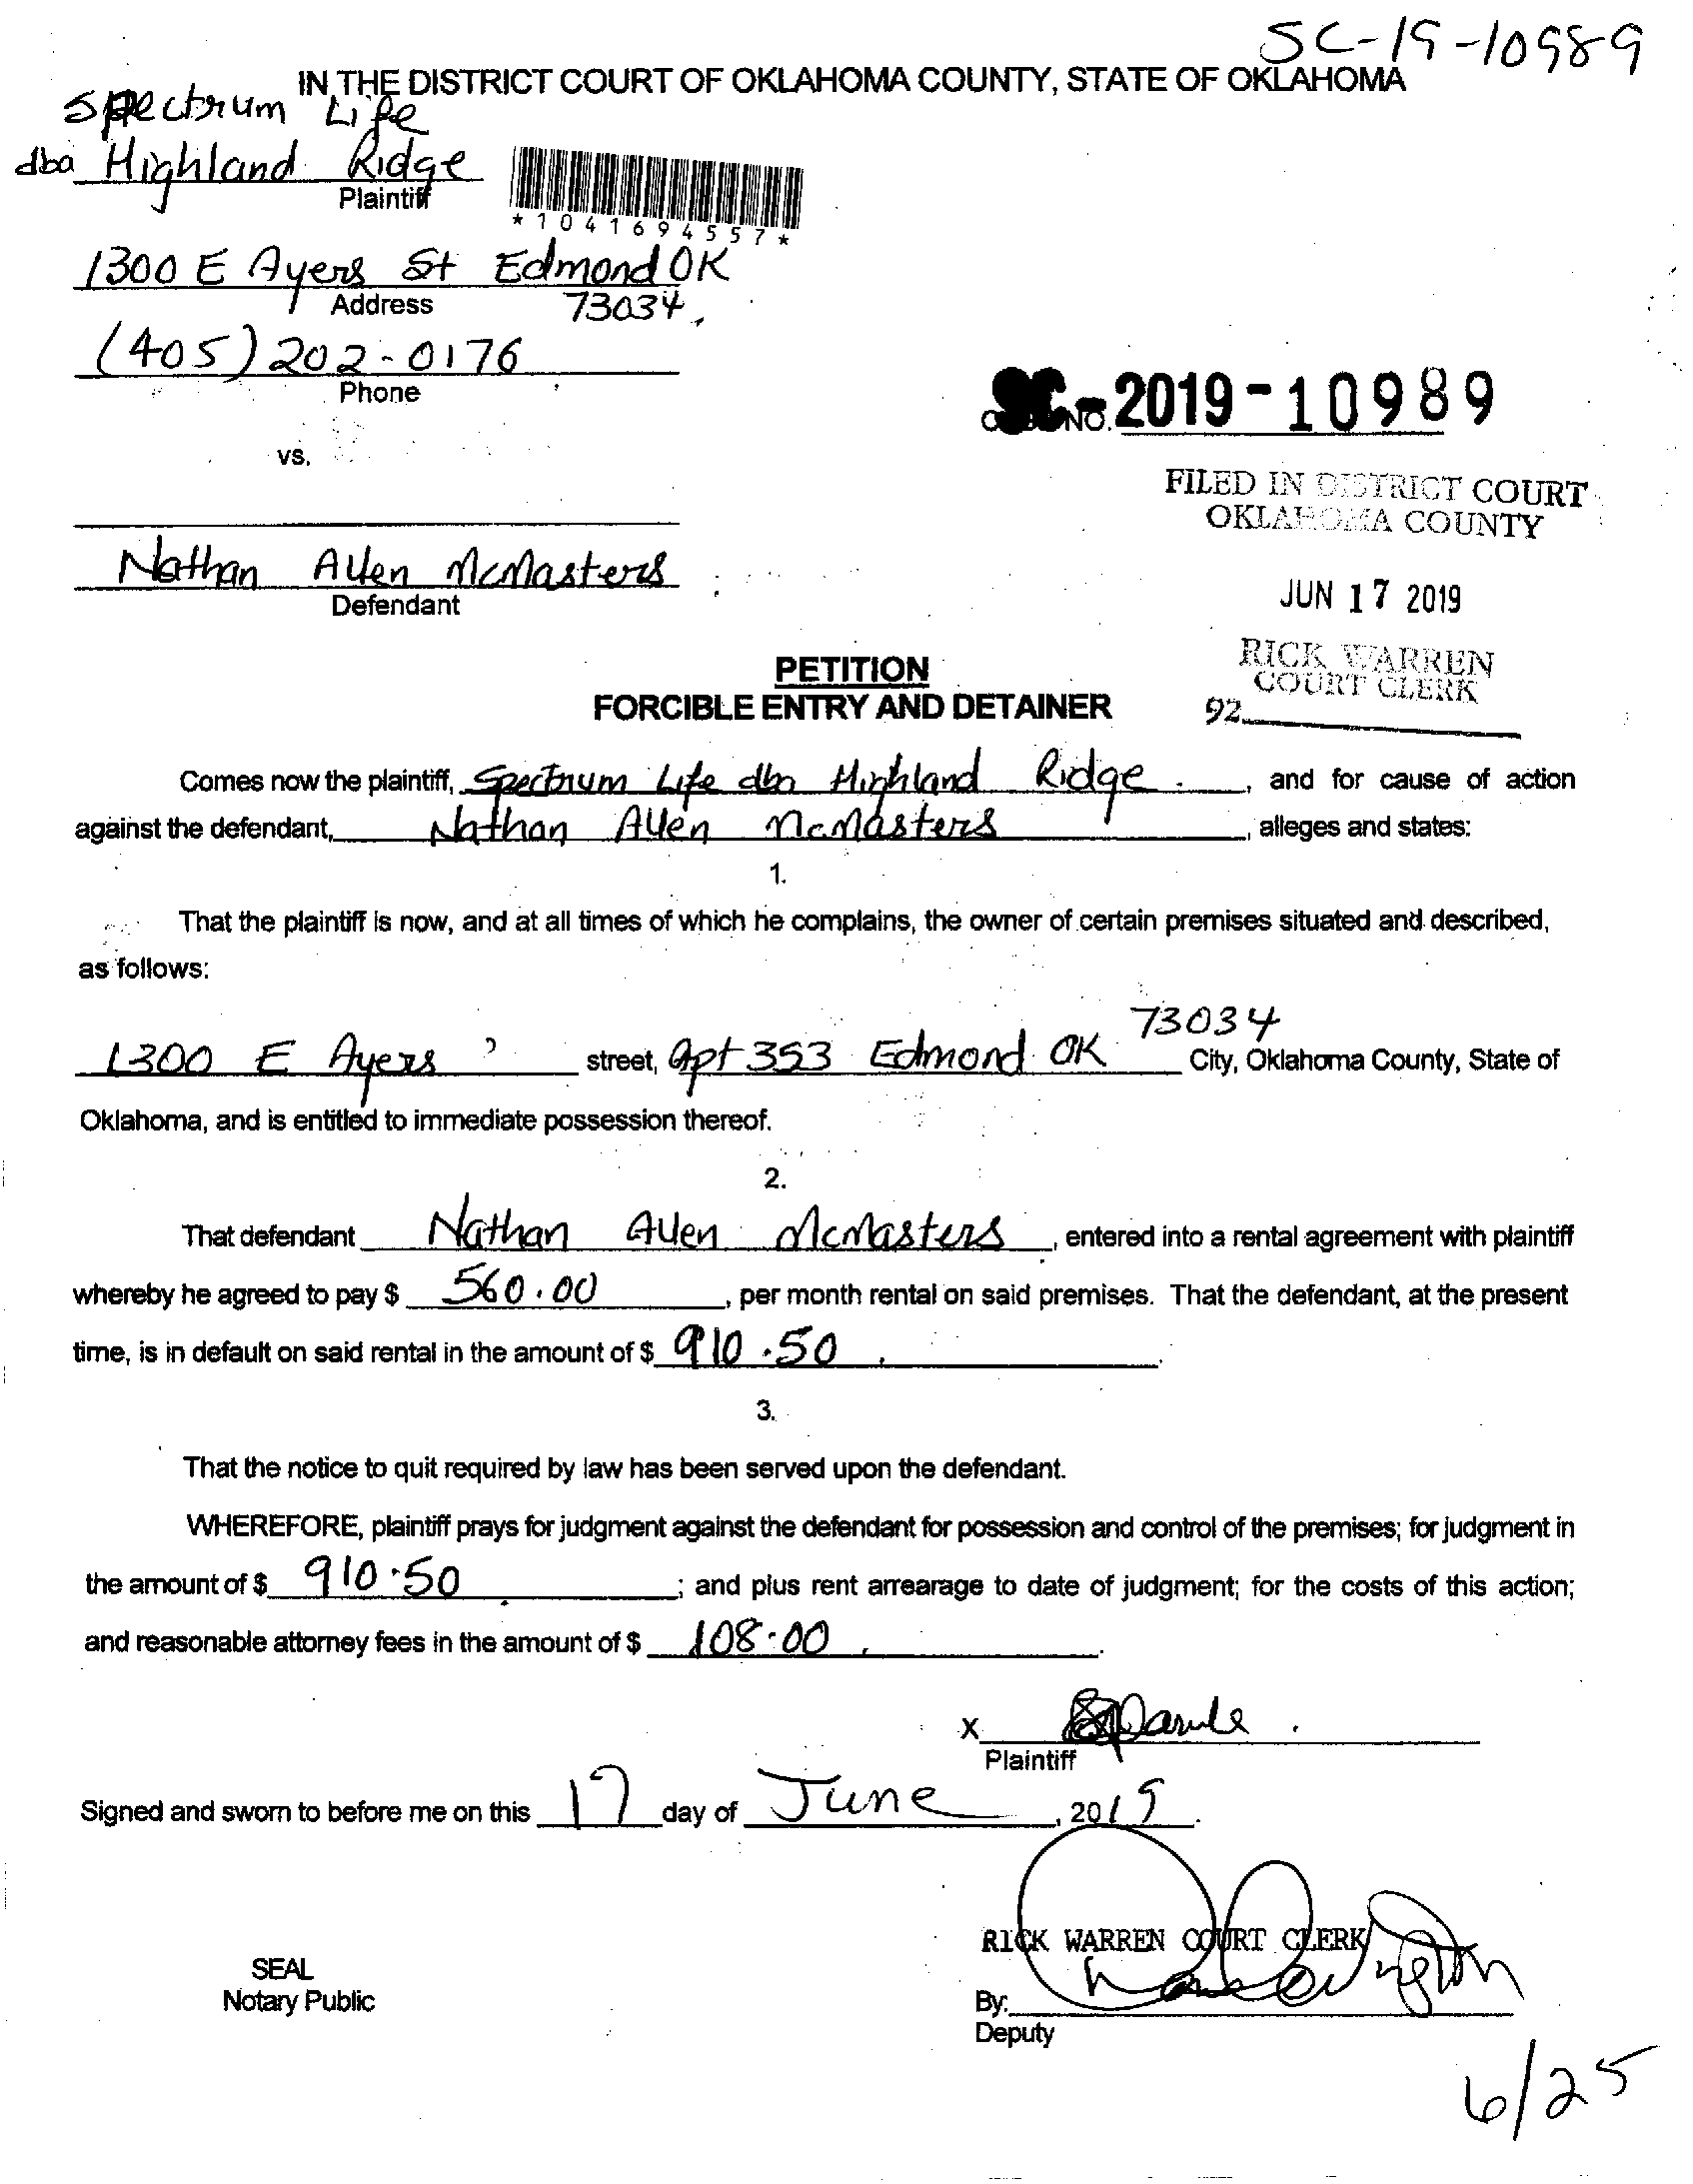 SC-19-10989
IN THE DISTRICT COURT OF OKLAHOMA COUNTY, STATE OF OKLAHOMA
Spectrum Life
dba Highland Ridge
Plaintiff
*1041694557*
1300 E Ayers St Edmond OK
Address 73034
(405) 202-0176
Phone
SC-2019-10989
NO.
vs.
FILED IN DISTRICT COURT
OKLAHOMA COUNTY
Nathan Allen McMasters
Defendant
JUN 17 2019
RICK WARREN
COURT CLERK
92
PETITION
FORCIBLE ENTRY AND DETAINER
Comes now the plaintiff, Spectrum Life dba Highland Ridge, and for cause of action
against the defendant, Nathan Allen McMasters, alleges and states:
1.
That the plaintiff is now, and at all times of which he complains, the owner of certain premises situated and described,
as follows:
73034
1300 E Ayers street, Apt 353 Edmond OK City, Oklahoma County, State of
Oklahoma, and is entitled to immediate possession thereof.
2.
That defendant Nathan Allen McMasters, entered into a rental agreement with plaintiff
whereby he agreed to pay $ 560.00, per month rental on said premises. That the defendant, at the present
time, is in default on said rental in the amount of $ 910.50.
3.
That the notice to quit required by law has been served upon the defendant.
WHEREFORE, plaintiff prays for judgment against the defendant for possession and control of the premises; for judgment in
the amount of $ 910.50; and plus rent arrearage to date of judgment; for the costs of this action;
and reasonable attorney fees in the amount of $ 108.00.
X
Plaintiff
Signed and sworn to before me on this 17 day of June, 2019.
RICK WARREN COURT CLERK
SEAL
Notary Public
By:
Deputy
6/25